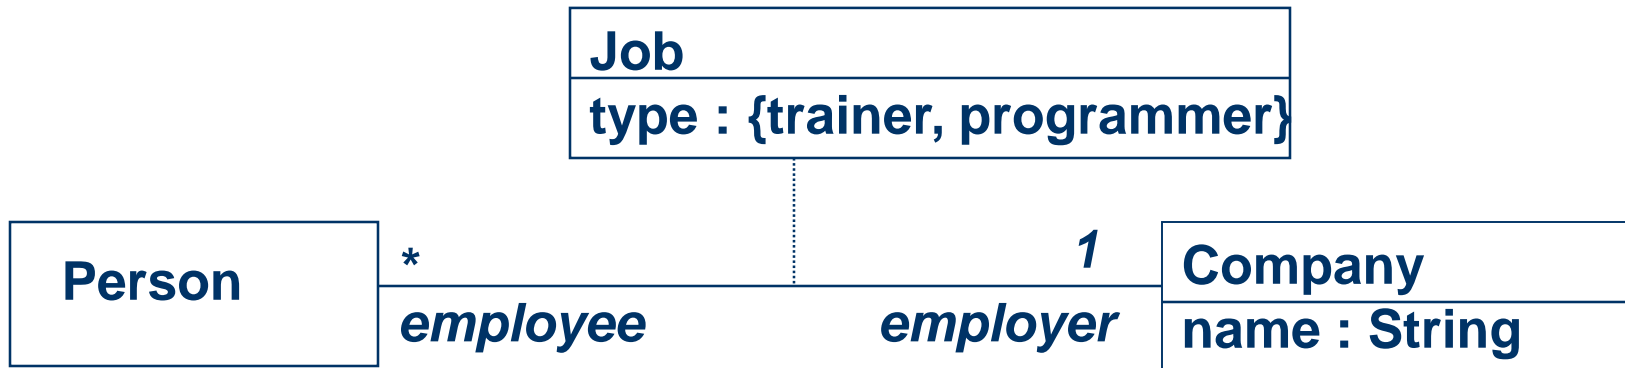 Job
type : {trainer, programmer}
Person
*
employee
1
employer
Company
name : String